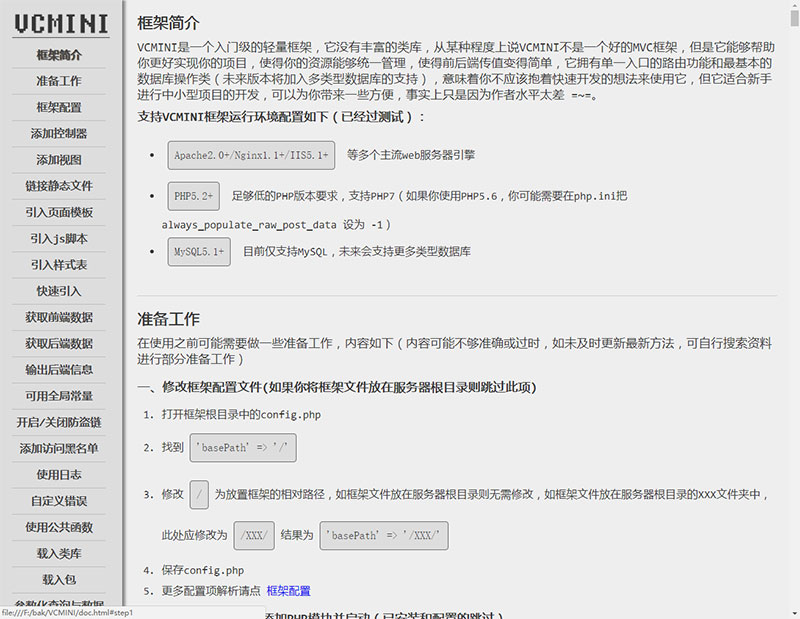 VCMINI
框架简介
准备工作
框架配置
添加控制器
添加视图
链接静态文件
引入页面模板
引入js脚本
引入样式表
快速引入
获取前端数据
获取后端数据
输出后端信息
可用全局常量
开启/关闭防盗链
添加访问黑名单
使用日志
自定义错误
使用公共函数
载入类库
载入包
参数化查询与数据
框架简介
VCMINI是一个入门级的轻量框架，它没有丰富的类库，从某种程度上说VCMINI不是一个好的MVC框架，但是它能够帮助
你更好实现你的项目，使得你的资源能够统一管理，使得前后端传值变得简单，它拥有单一入口的路由功能和最基本的
数据库操作类（未来版本将加入多类型数据库的支持），意味着你不应该抱着快速开发的想法来使用它，但它适合新手
进行中小型项目的开发，可以为你带来一些方便，事实上只是因为作者水平太差 =~=。
支持VCMINI框架运行环境配置如下（已经过测试）：
• Apache2.0+/Nginx1.1+/IIS5.1+ 等多个主流web服务器引擎
• PHP5.2+ 足够低的PHP版本要求，支持PHP7（如果你使用PHP5.6，你可能需要在php.ini把
always_populate_raw_post_data 设为 -1）
• MySQL5.1+ 目前仅支持MySQL，未来会支持更多类型数据库
准备工作
在使用之前可能需要做一些准备工作，内容如下（内容可能不够准确或过时，如未及时更新最新方法，可自行搜索资料
进行部分准备工作）
一、修改框架配置文件(如果你将框架文件放在服务器根目录则跳过此项)
1. 打开框架根目录中的config.php
2. 找到 'basePath' => '/'
3. 修改 / 为放置框架的相对路径，如框架文件放在服务器根目录则无需修改，如框架文件放在服务器根目录的XXX文件夹中，
此处应修改为 /XXX/ 结果为 'basePath' => '/XXX/'
4. 保存config.php
5. 更多配置项解析请点 框架配置
添加PHP模块并启动（已安装和配置的跳过）
file:///F:/bak/VCMINI/doc.html#step1